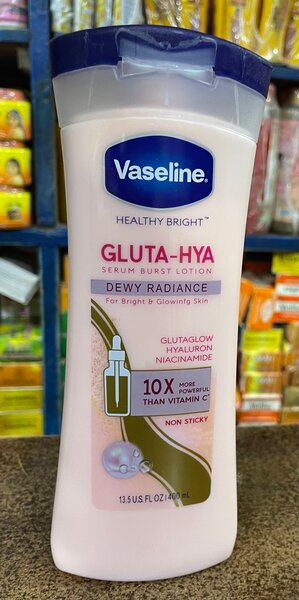 Vaseline.
HEALTHY BRIGHT™
GLUTA-HYA
SERUM BURST LOTION
DEWY RADIANCE
For Bright & Glowinfg Skin
GLUTAGLOW
HYALURON
NIACINAMIDE
10X MORE POWERFUL
THAN VITAMIN C*
NON STICKY
13.5 U.S. FL OZ | 400 mL